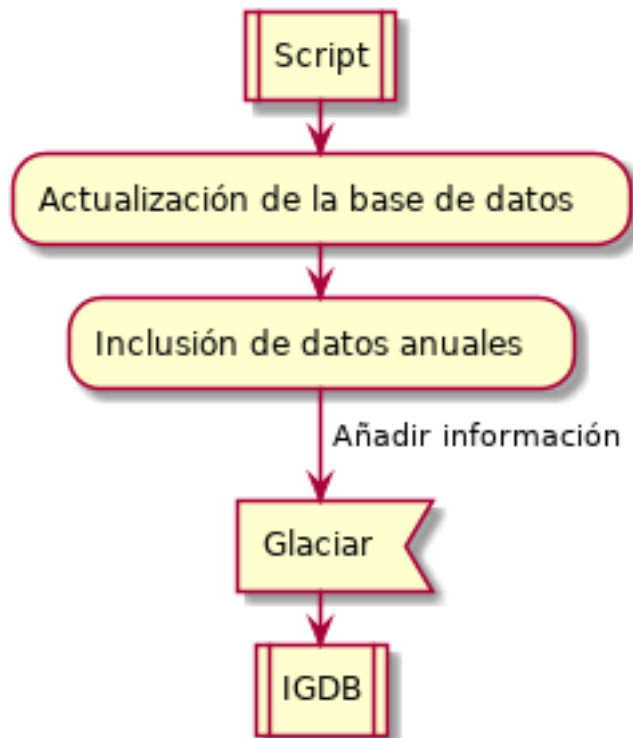 Script
Actualización de la base de datos
Inclusión de datos anuales
Añadir información
Glaciar
IGDB